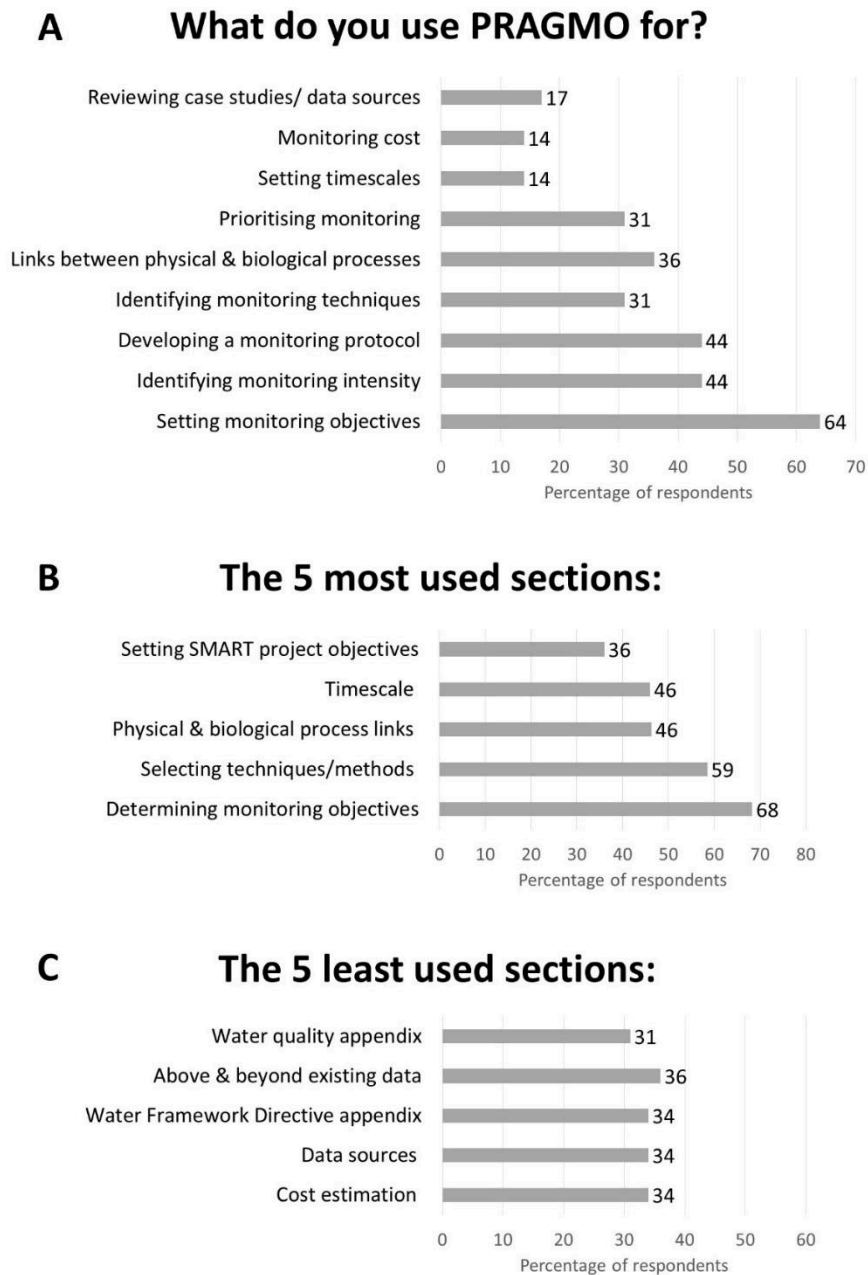 A What do you use PRAGMO for?
Reviewing case studies/ data sources 17
Monitoring cost 14
Setting timescales 14
Prioritising monitoring 31
Links between physical & biological processes 36
Identifying monitoring techniques 31
Developing a monitoring protocol 44
Identifying monitoring intensity 44
Setting monitoring objectives 64
0 10 20 30 40 50 60 70
Percentage of respondents
B The 5 most used sections:
Setting SMART project objectives 36
Timescale 46
Physical & biological process links 46
Selecting techniques/methods 59
Determining monitoring objectives 68
0 10 20 30 40 50 60 70 80
Percentage of respondents
C The 5 least used sections:
Water quality appendix 31
Above & beyond existing data 36
Water Framework Directive appendix 34
Data sources 34
Cost estimation 34
0 10 20 30 40 50 60
Percentage of respondents